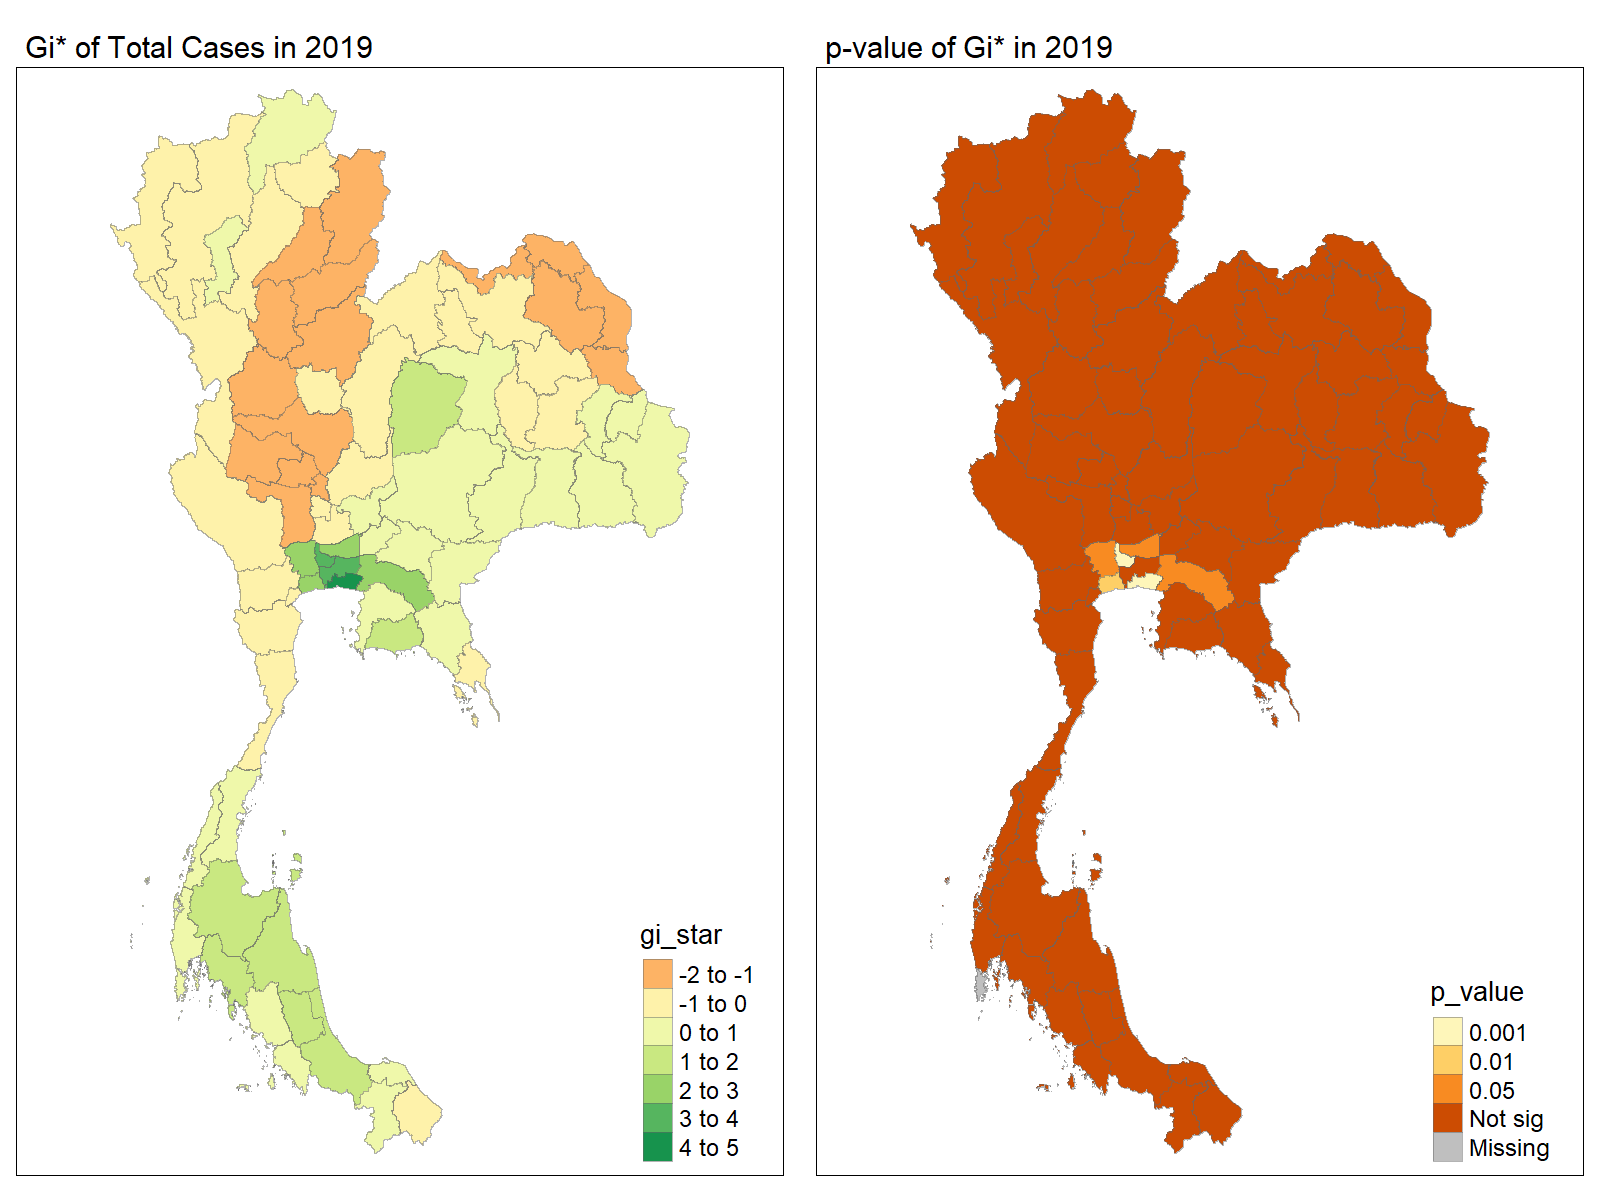 Gi* of Total Cases in 2019
gi_star
-2 to -1
-1 to 0
0 to 1
1 to 2
2 to 3
3 to 4
4 to 5
p-value of Gi* in 2019
p_value
0.001
0.01
0.05
Not sig
Missing